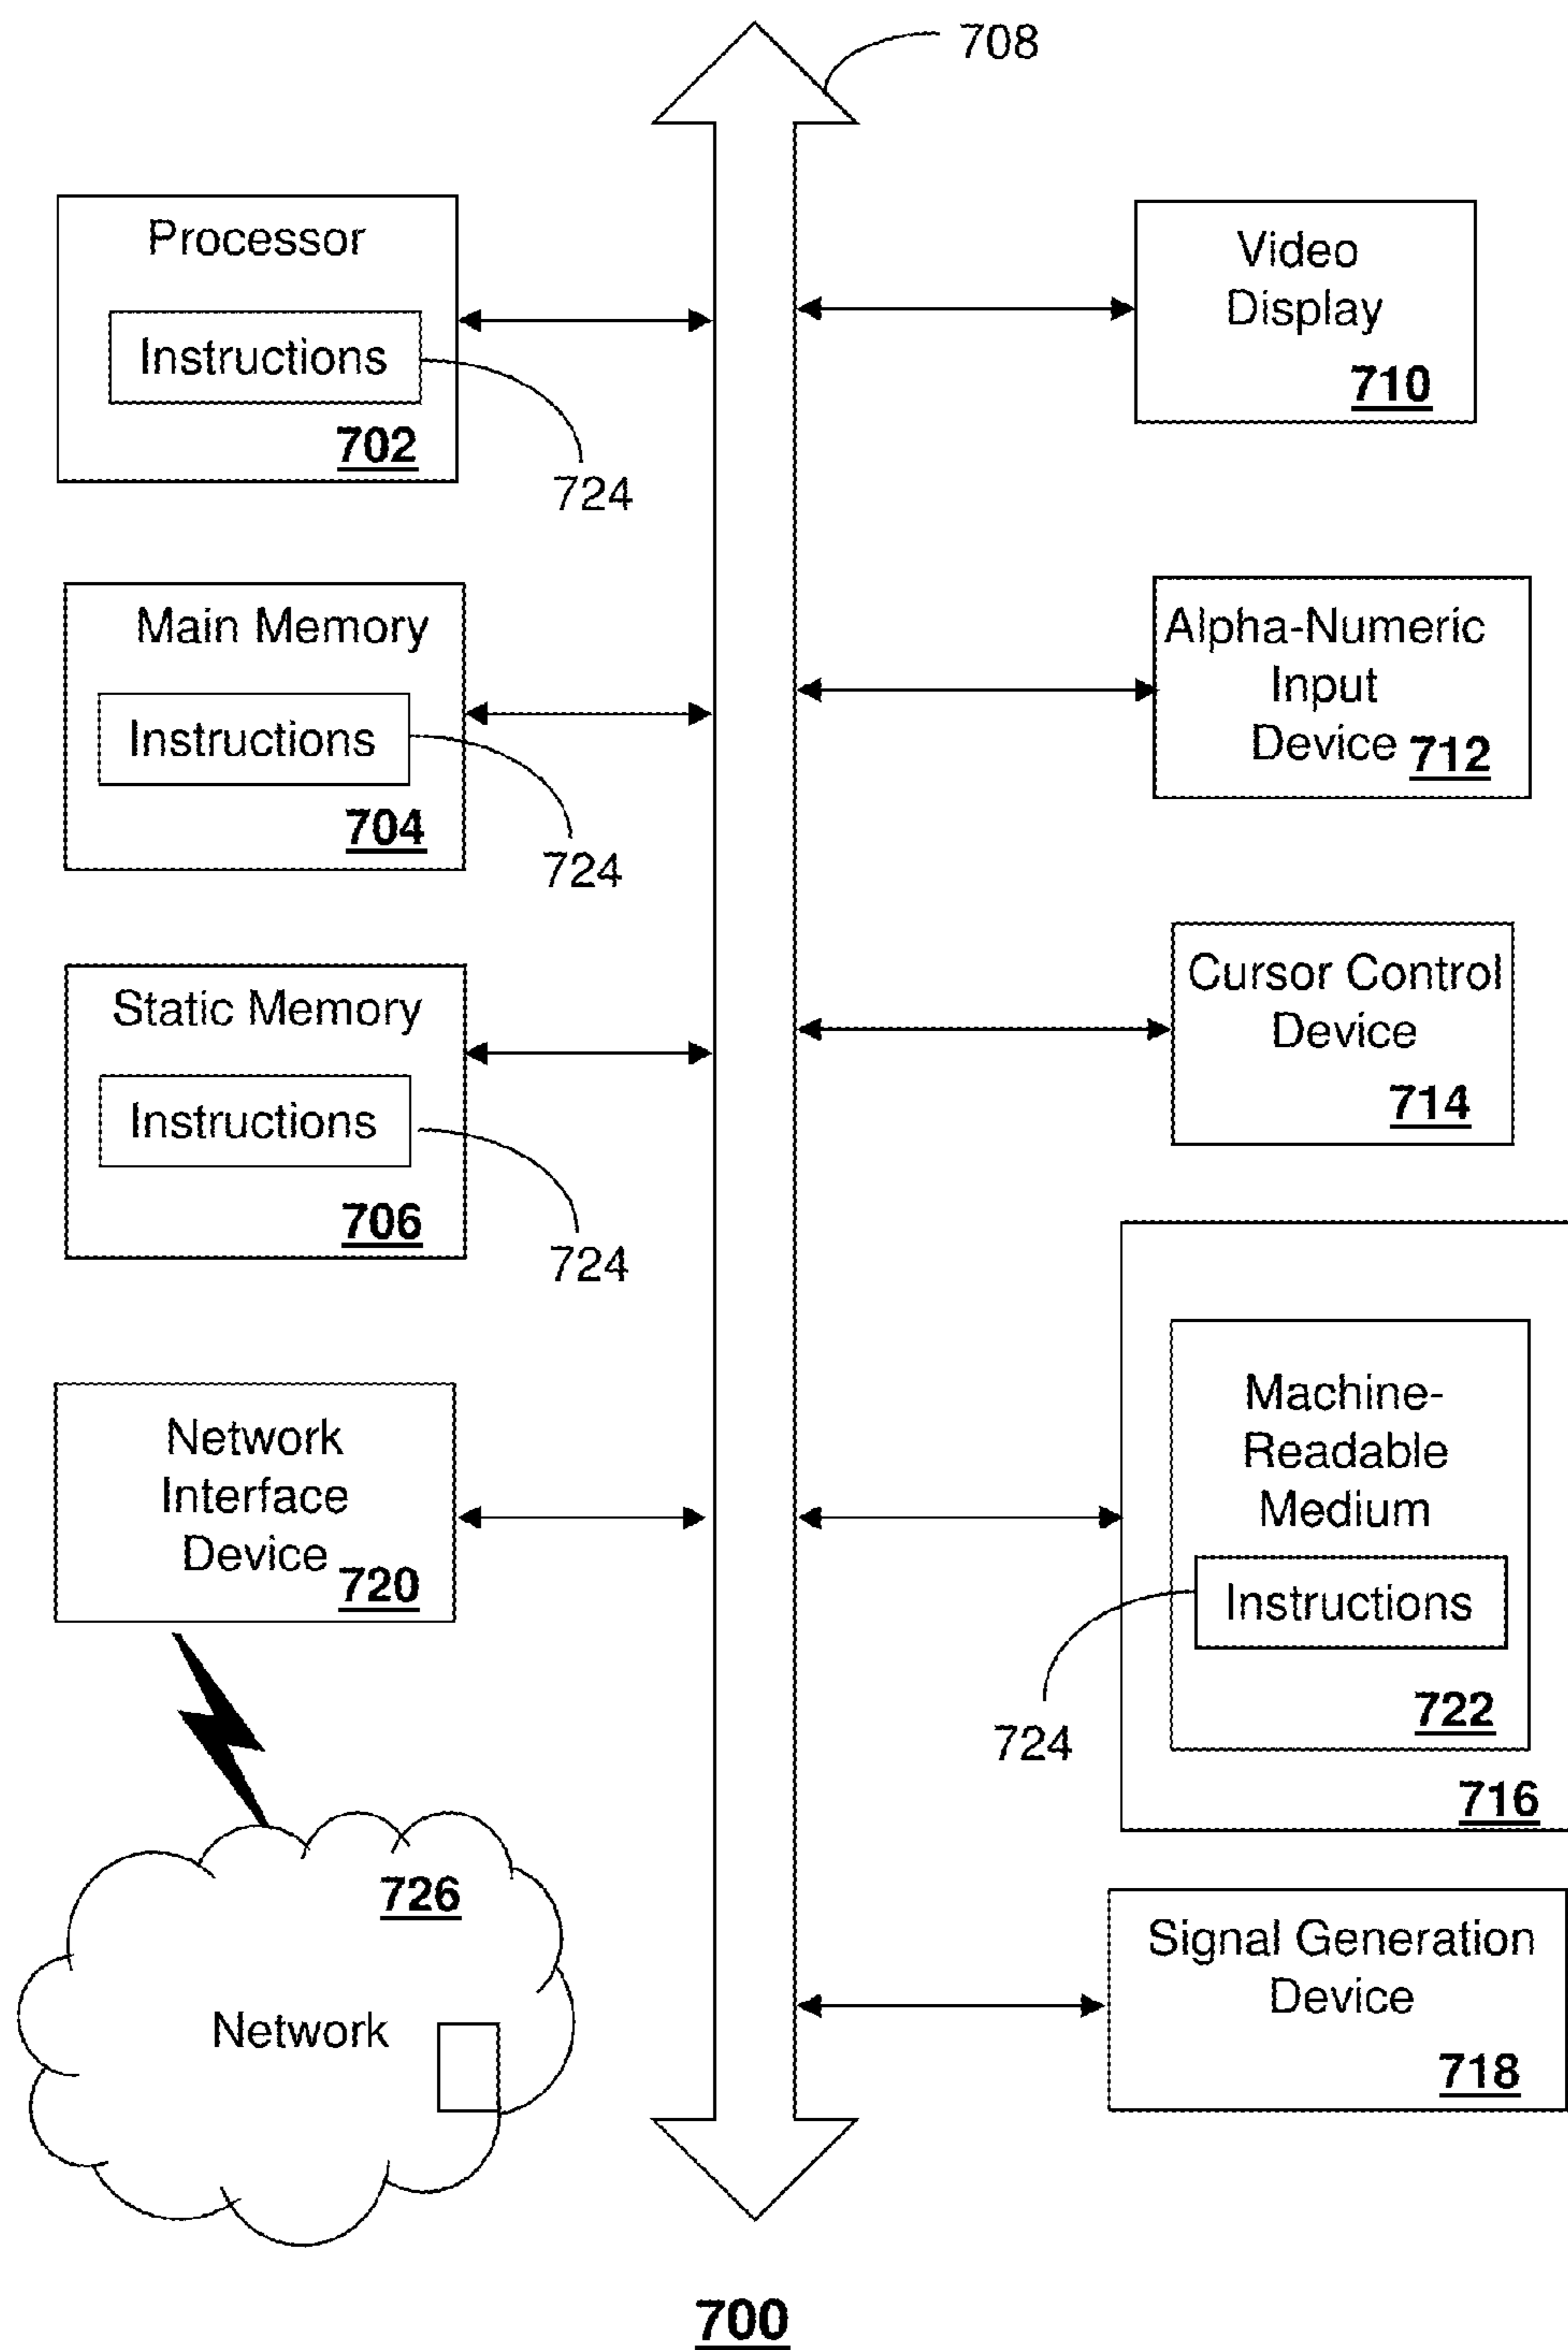 708
Processor
Instructions
702
724
Main Memory
Instructions
704
724
Static Memory
Instructions
706
724
Network
Interface
Device
720
726
Network
Video
Display
710
Alpha-Numeric
Input
Device 712
Cursor Control
Device
714
Machine-
Readable
Medium
Instructions
724
722
716
Signal Generation
Device
718
700